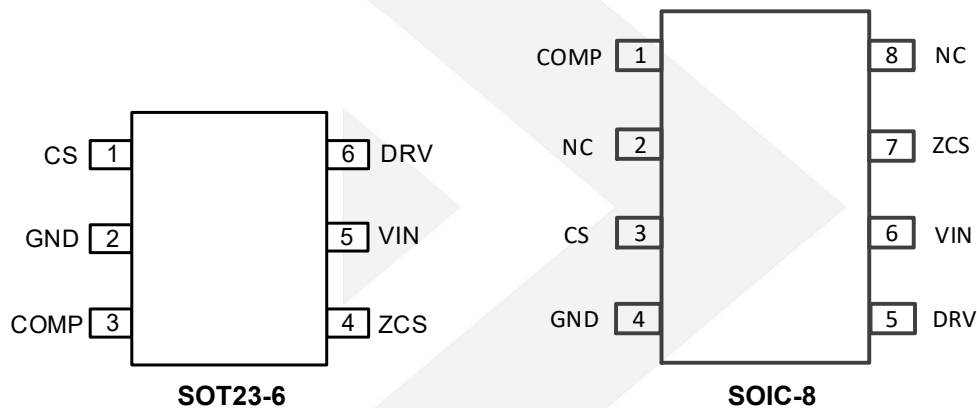 CS 1 6 DRV
GND 2 5 VIN
COMP 3 4 ZCS
SOT23-6
COMP 1 8 NC
NC 2 7 ZCS
CS 3 6 VIN
GND 4 5 DRV
SOIC-8